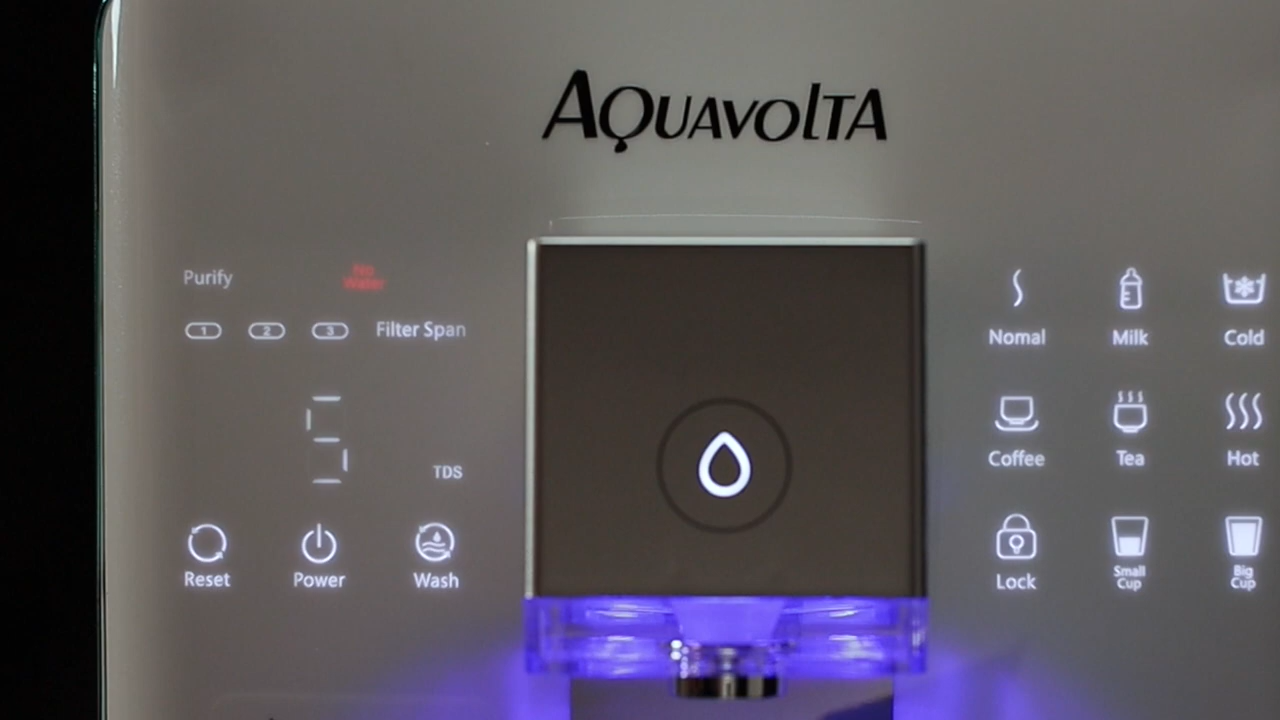 AQUAVOLTA
Purify
No
Water
1 2 3 Filter Span
5
TDS
Reset Power Wash
Nomal Milk Cold
Coffee Tea Hot
Lock Small Cup Big Cup